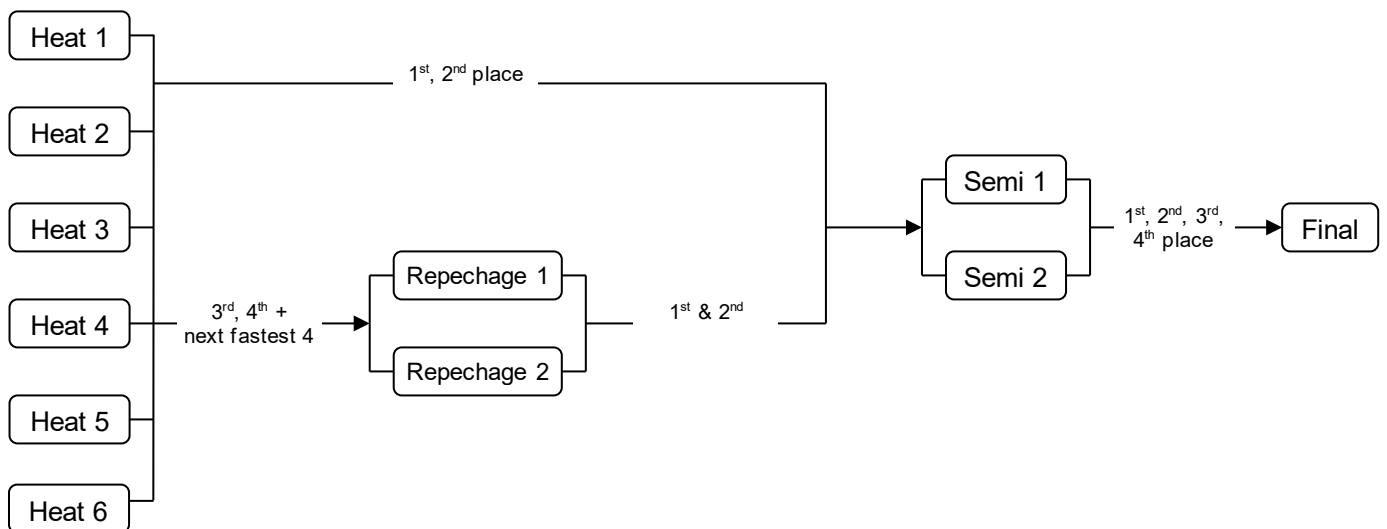 Heat 1
1st, 2nd place
Heat 2
Heat 3
Heat 4
Heat 5
Heat 6
3rd, 4th +
next fastest 4
Repechage 1
Repechage 2
1st & 2nd
Semi 1
Semi 2
1st, 2nd, 3rd,
4th place
Final